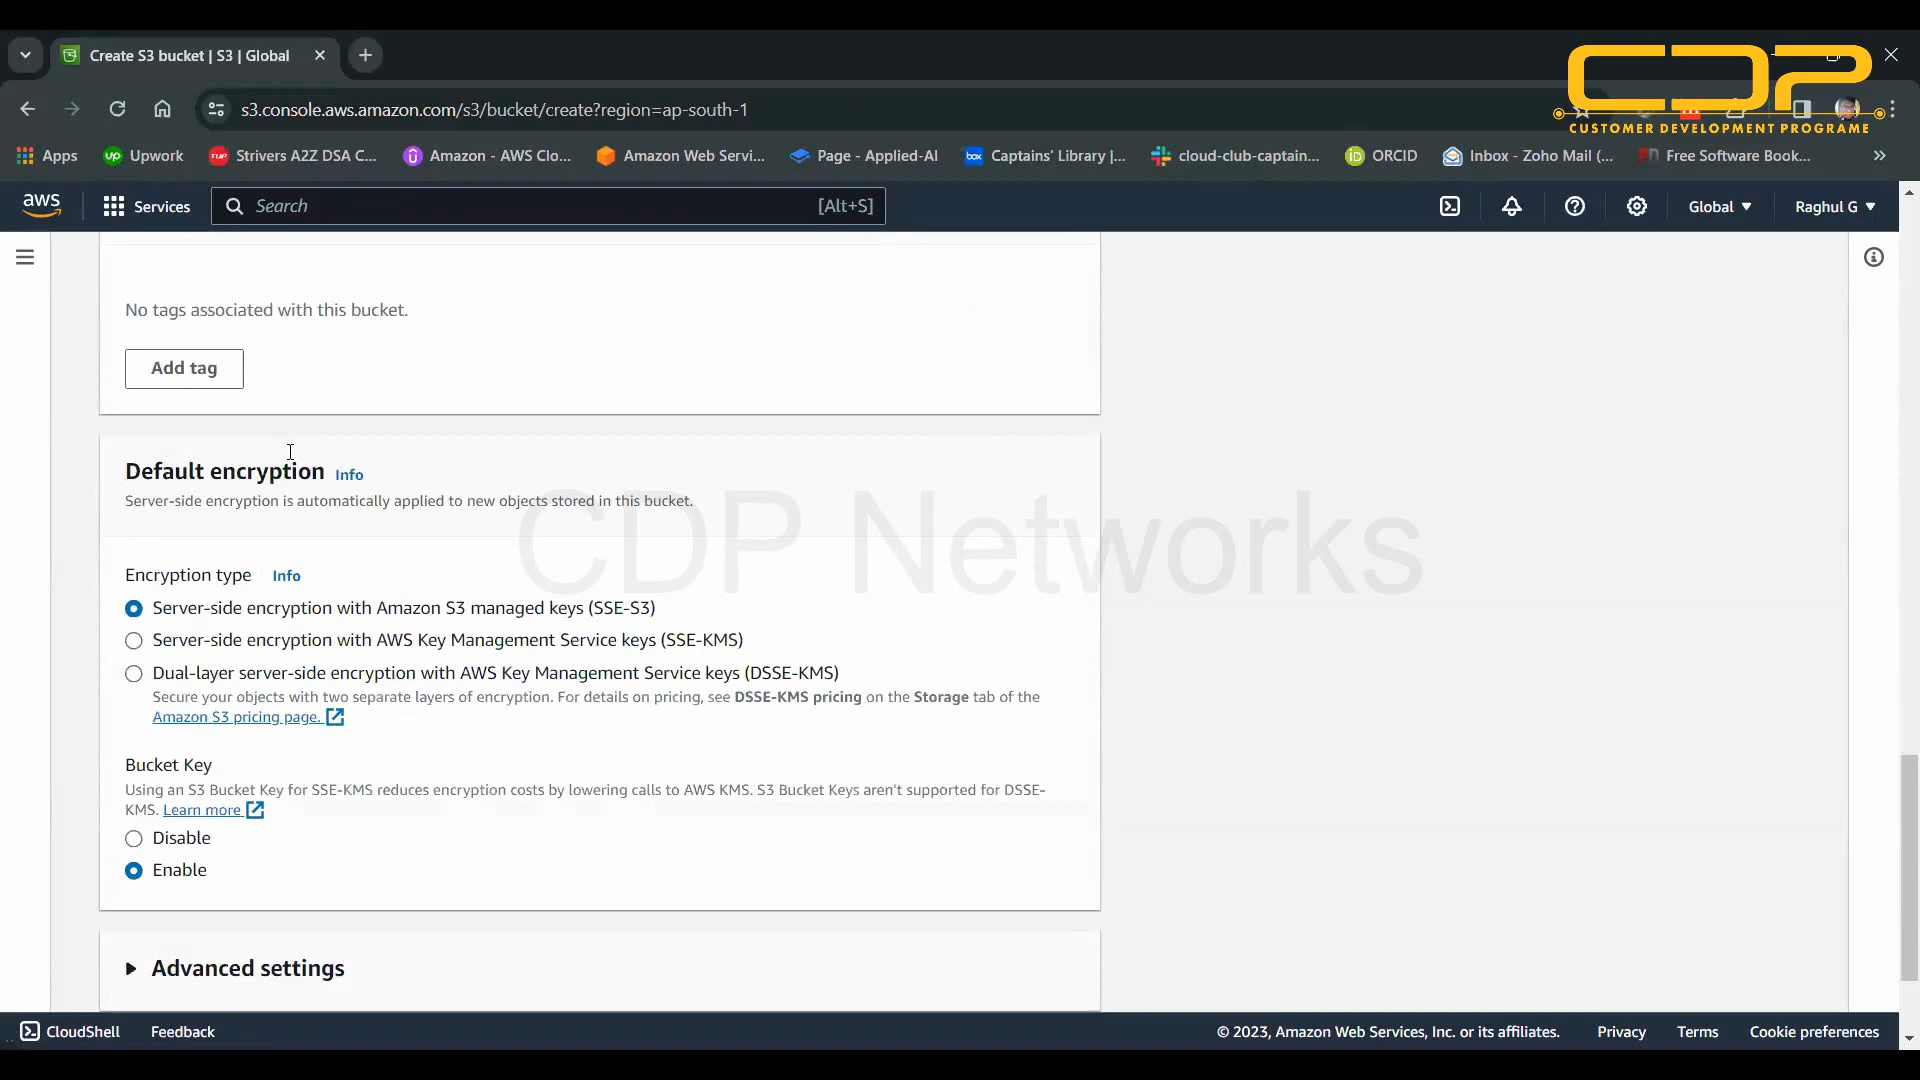 Create S3 bucket | S3 | Global
s3.console.aws.amazon.com/s3/bucket/create?region=ap-south-1
CDP
CUSTOMER DEVELOPMENT PROGRAME
Apps Upwork Strivers A2Z DSA C... Amazon - AWS Clo... Amazon Web Servi... Page - Applied-AI Captains' Library |... cloud-club-captain... ORCID Inbox - Zoho Mail (... Free Software Book...
aws Services Search [Alt+S] Global Raghul G
No tags associated with this bucket.
Add tag
Default encryption Info
Server-side encryption is automatically applied to new objects stored in this bucket.
CDP Networks
Encryption type Info
Server-side encryption with Amazon S3 managed keys (SSE-S3)
Server-side encryption with AWS Key Management Service keys (SSE-KMS)
Dual-layer server-side encryption with AWS Key Management Service keys (DSSE-KMS)
Secure your objects with two separate layers of encryption. For details on pricing, see DSSE-KMS pricing on the Storage tab of the
Amazon S3 pricing page.
Bucket Key
Using an S3 Bucket Key for SSE-KMS reduces encryption costs by lowering calls to AWS KMS. S3 Bucket Keys aren't supported for DSSE-
KMS. Learn more
Disable
Enable
Advanced settings
CloudShell Feedback © 2023, Amazon Web Services, Inc. or its affiliates. Privacy Terms Cookie preferences